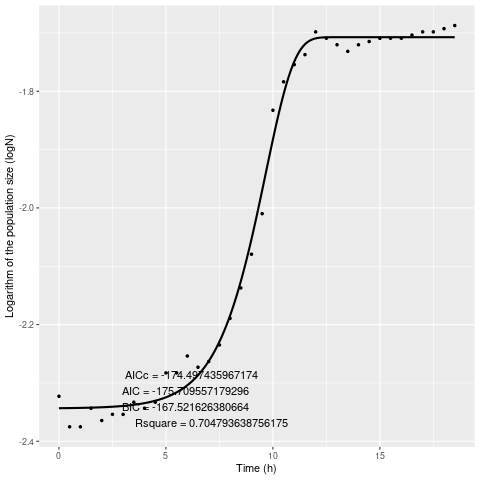 Logarithm of the population size (logN)
-1.8
-2.0
-2.2
-2.4
AICc = -174.497435967174
AIC = -175.709557179296
BIC = -167.521626380664
Rsquare = 0.704793638756175
0 5 10 15
Time (h)